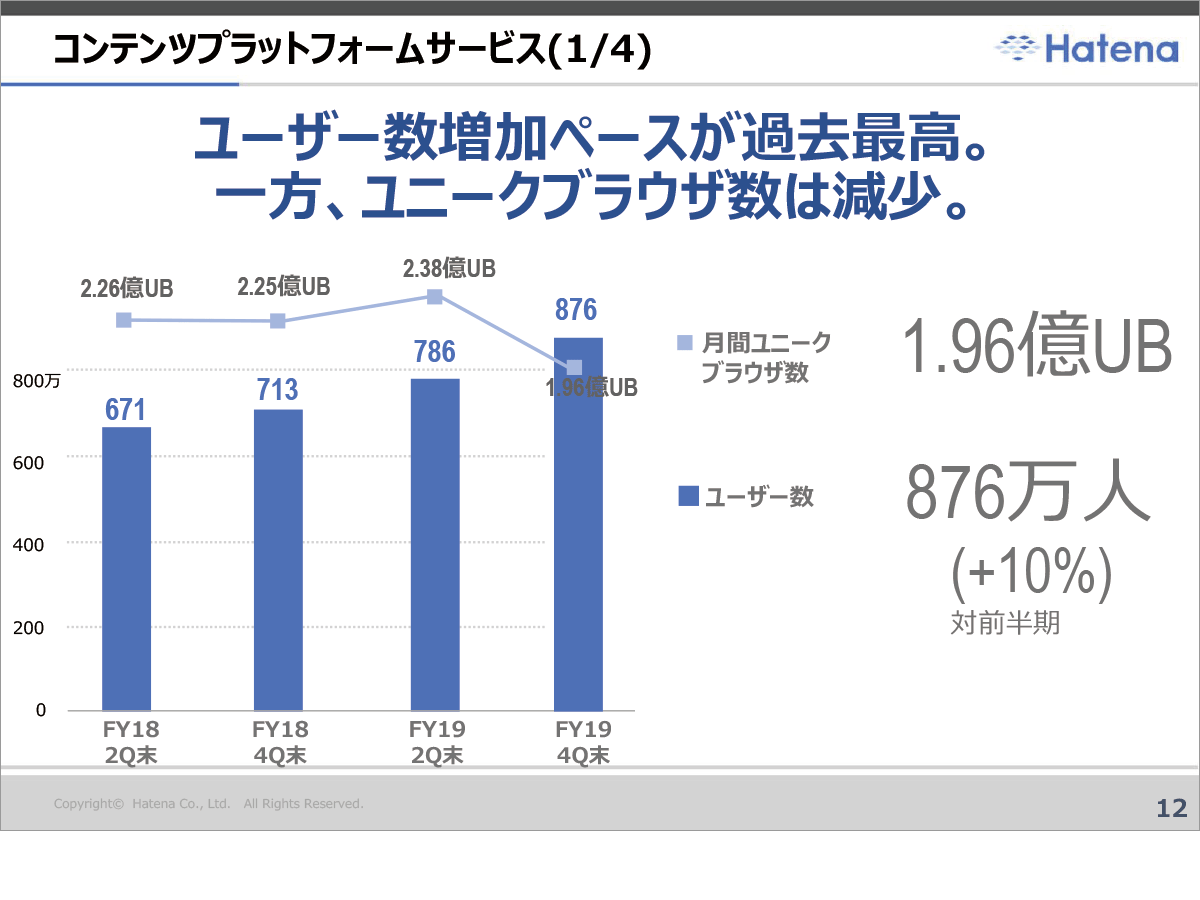 コンテンツプラットフォームサービス(1/4)
Hatena
ユーザー数増加ペースが過去最高。
一方、ユニークブラウザ数は減少。
2.26億UB
2.25億UB
2.38億UB
1.96億UB
671
713
786
876
800万
600
400
200
0
FY18
2Q末
FY18
4Q末
FY19
2Q末
FY19
4Q末
月間ユニーク
ブラウザ数
1.96億UB
ユーザー数
876万人
(+10%)
対前半期
Copyright© Hatena Co., Ltd. All Rights Reserved.
12